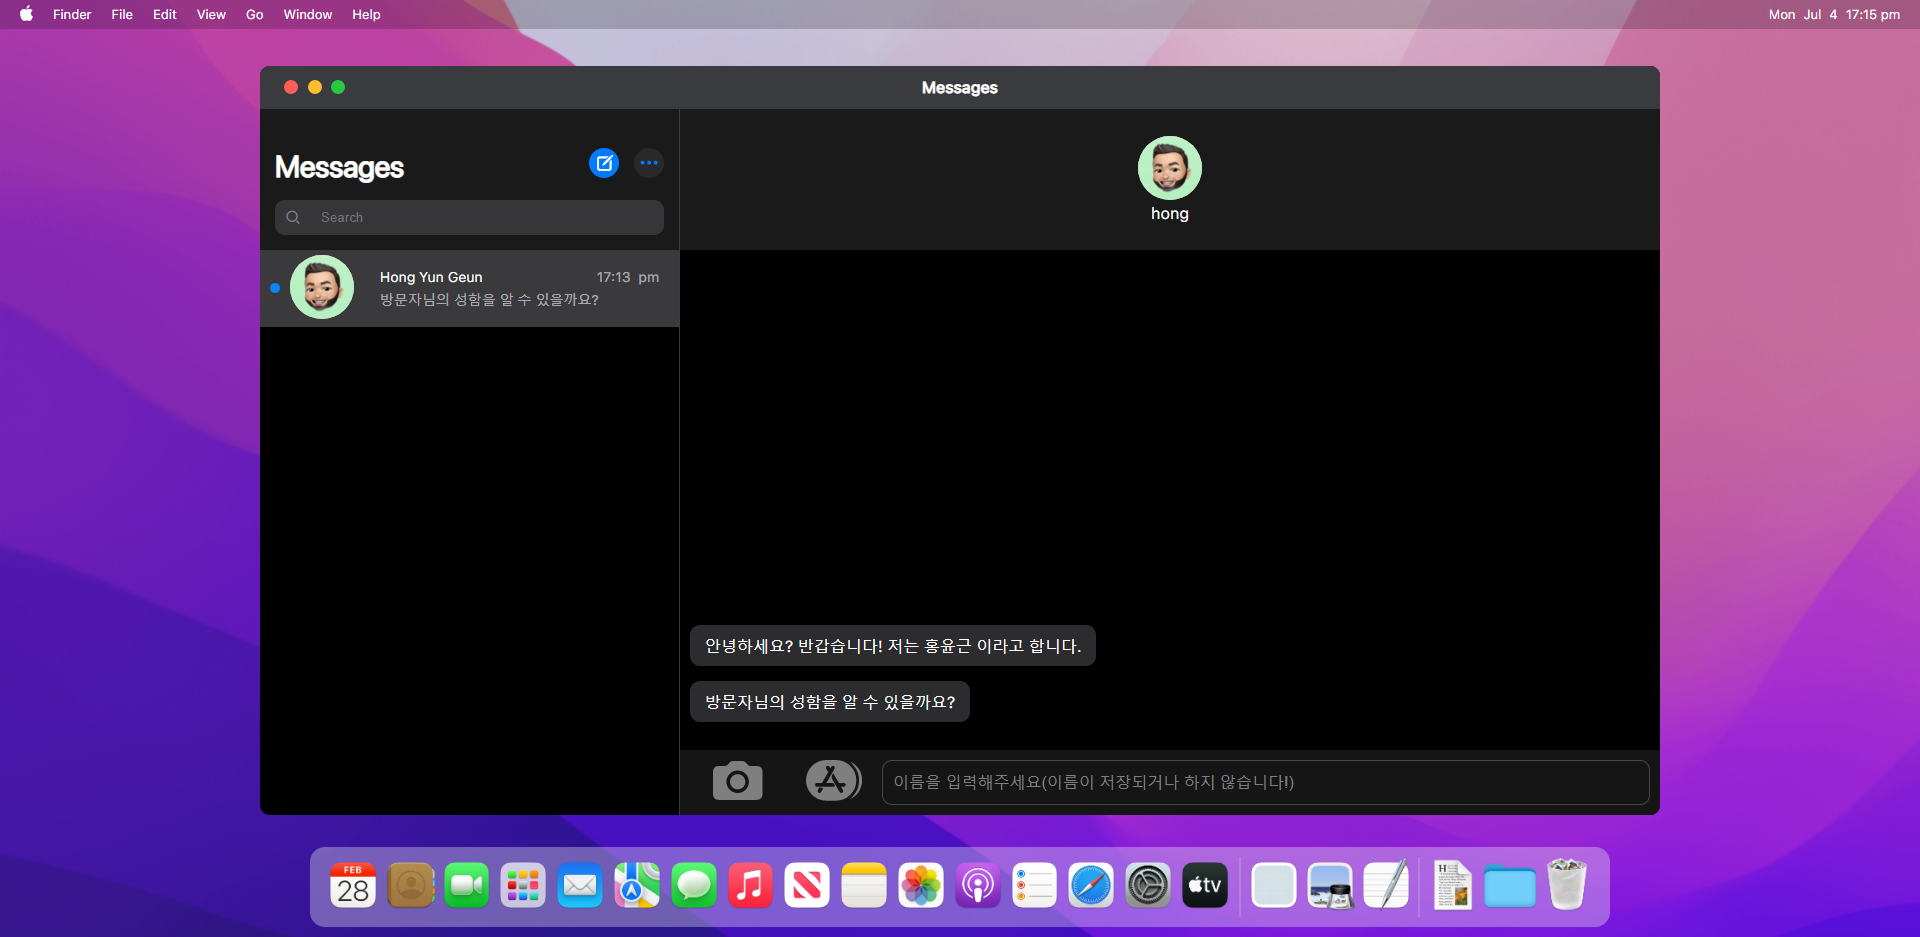 Finder File Edit View Go Window Help
Mon Jul 4 17:15 pm
Messages
Messages
Search
Hong Yun Geun 17:13 pm
방문자님의 성함을 알 수 있을까요?
hong
안녕하세요? 반갑습니다! 저는 홍윤근 이라고 합니다.
방문자님의 성함을 알 수 있을까요?
이름을 입력해주세요(이름이 저장되거나 하지 않습니다!)
FEB
28
tv